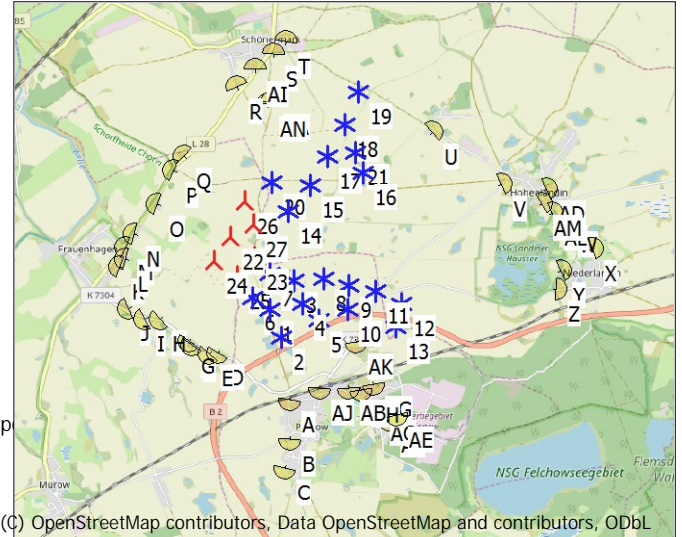 85
Schönermark
T
S
AI
R
AN
19
L 28
18
U
21
17
16
Q
P
V
Hohenlandin
Schorfheide
20
15
AD
AM
O
26
14
NSG Landiner Haussee
Frauenhagen
N
27
22
X
L
23
Niederlandin
24
K 7304
7
3
8
Y
Z
J
6
9
I
H
4
10
11
12
2
5
13
G
AK
E
B 2
AJ
AB
G
A
AE
B
NSG Felchowseegebiet
C
Murow
(C) OpenStreetMap contributors, Data OpenStreetMap and contributors, ODbL